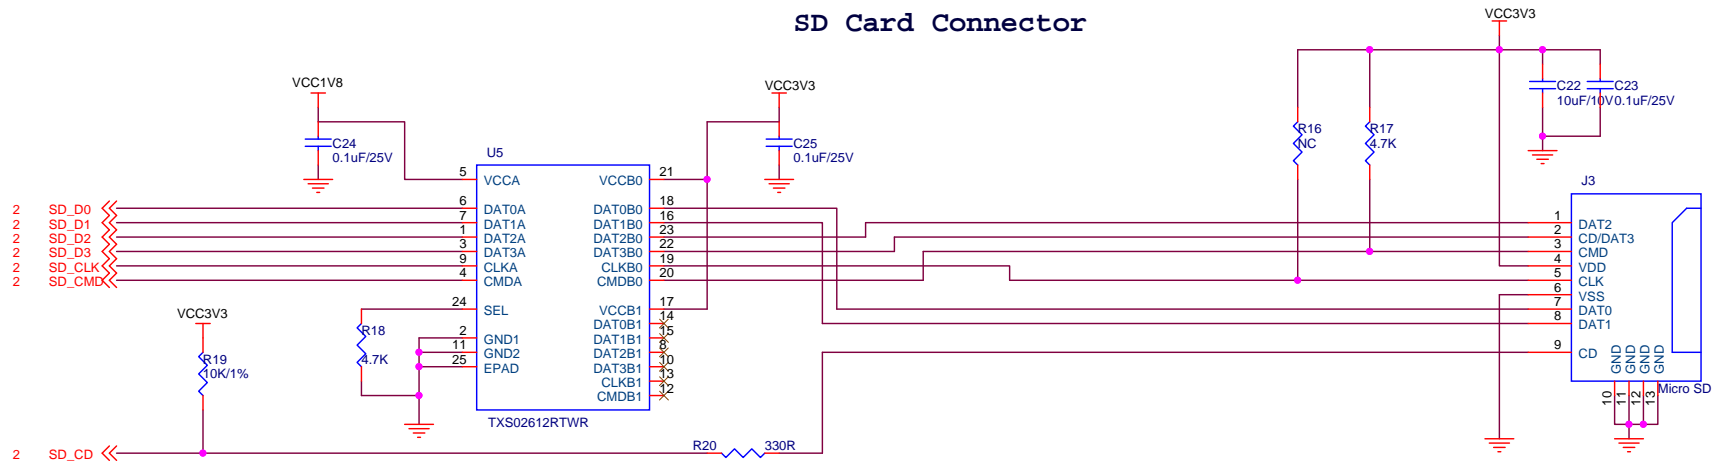 SD Card Connector
VCC3V3
VCC1V8
VCC3V3
C22
10uF/10V
C23
0.1uF/25V
C24
0.1uF/25V
C25
0.1uF/25V
R16
NC
R17
4.7K
U5
J3
5 VCCA VCCB0 21
2 SD_D0 6 DAT0A DAT0B0 18
2 SD_D1 7 DAT1A DAT1B0 16
2 SD_D2 1 DAT2A DAT2B0 23
2 SD_D3 3 DAT3A DAT3B0 22
2 SD_CLK 9 CLKA CLKB0 19
2 SD_CMD 4 CMDA CMDB0 20
24 SEL VCCB1 17
DAT0B1 14
2 GND1 DAT1B1 15
11 GND2 DAT2B1 8
25 EPAD DAT3B1 10
CLKB1 13
CMDB1 12
TXS02612RTWR
1 DAT2
2 CD/DAT3
3 CMD
4 VDD
5 CLK
6 VSS
7 DAT0
8 DAT1
9 CD
GND GND GND GND
10 11 12 13
Micro SD
VCC3V3
R18
4.7K
R19
10K/1%
2 SD_CD
R20 330R